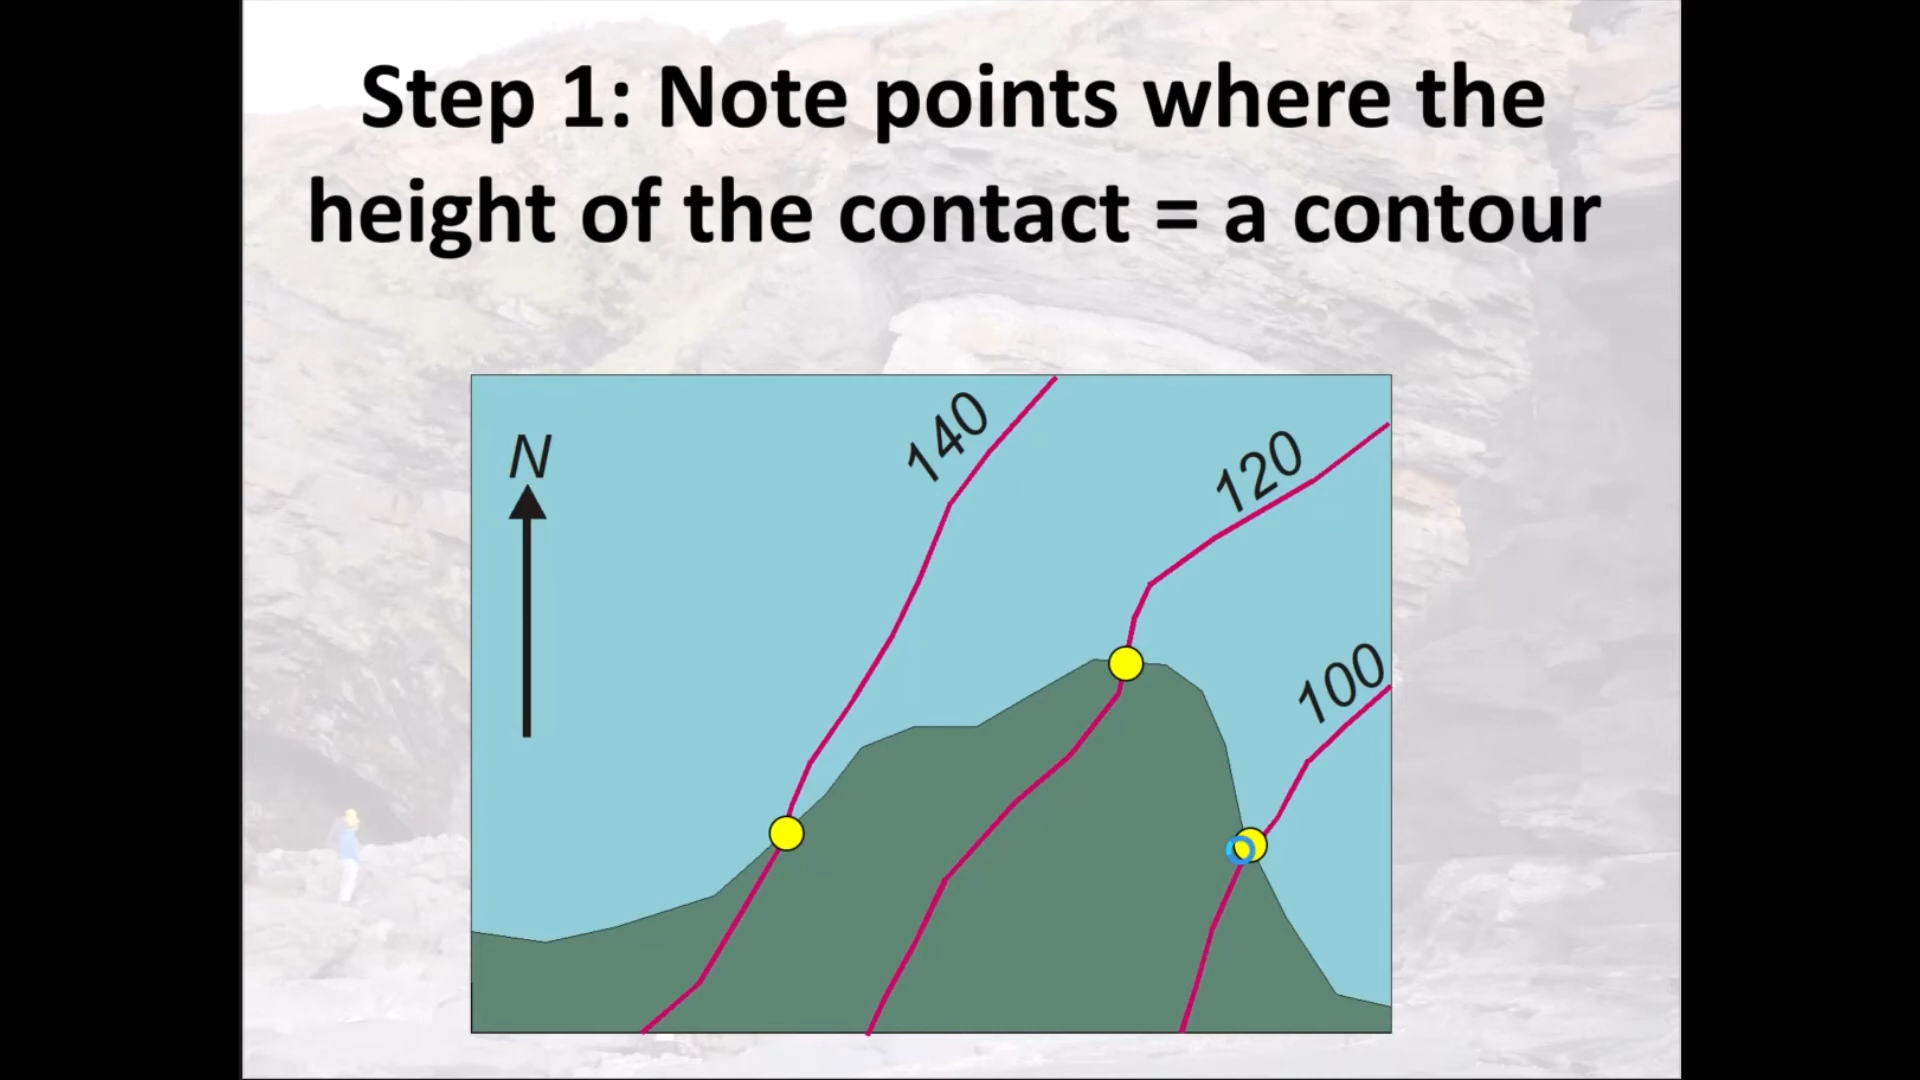 Step 1: Note points where the
height of the contact = a contour
140
120
N
100